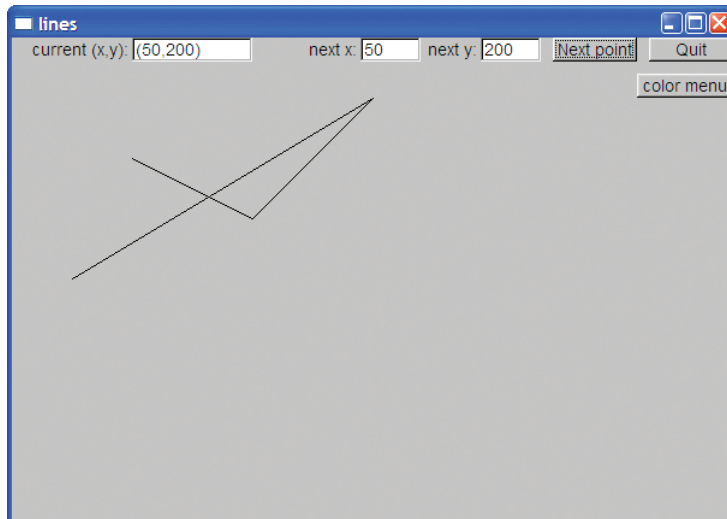 lines
current (x,y): (50,200) next x: 50 next y: 200 Next point Quit
color menu